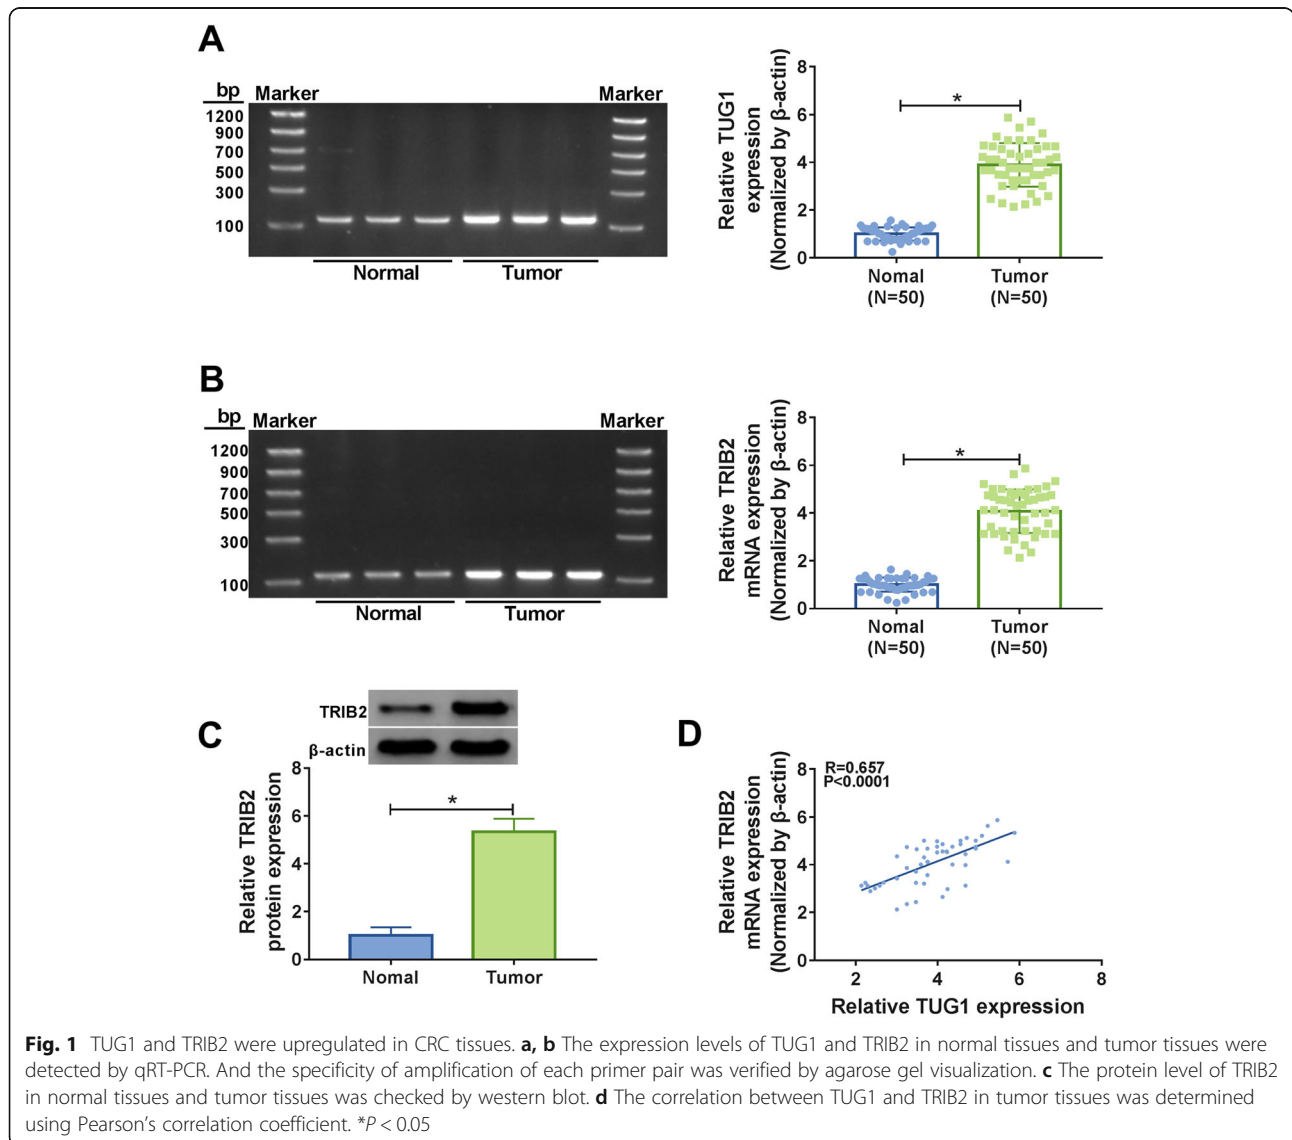 A
bp
Marker
Marker
1200
900
700
500
300
100
Normal
Tumor
Relative TUG1
expression
(Normalized by β-actin)
8
6
4
2
0
*
Nomal
(N=50)
Tumor
(N=50)
B
bp
Marker
Marker
1200
900
700
500
300
100
Normal
Tumor
Relative TRIB2
mRNA expression
(Normalized by β-actin)
8
6
4
2
0
*
Nomal
(N=50)
Tumor
(N=50)
C
TRIB2
β-actin
Relative TRIB2
protein expression
8
6
4
2
0
*
Nomal
Tumor
D
Relative TRIB2
mRNA expression
(Normalized by β-actin)
8
6
4
2
0
R=0.657
P<0.0001
2
4
6
8
Relative TUG1 expression
Fig. 1 TUG1 and TRIB2 were upregulated in CRC tissues. a, b The expression levels of TUG1 and TRIB2 in normal tissues and tumor tissues were
detected by qRT-PCR. And the specificity of amplification of each primer pair was verified by agarose gel visualization. c The protein level of TRIB2
in normal tissues and tumor tissues was checked by western blot. d The correlation between TUG1 and TRIB2 in tumor tissues was determined
using Pearson's correlation coefficient. *P < 0.05